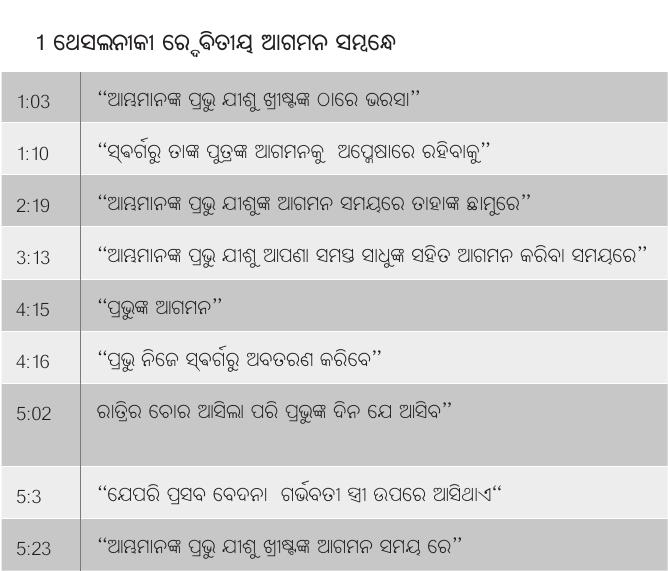 1 ଥେସଲନୀକୀ ରେ ଦ୍ଵିତୀୟ ଆଗମନ ସମ୍ବନ୍ଧେ
1:03 “ଆମ୍ଭମାନଙ୍କ ପ୍ରଭୁ ଯୀଶୁ ଖ୍ରୀଷ୍ଟଙ୍କ ଠାରେ ଭରସା”
1:10 “ସ୍ଵର୍ଗରୁ ତାଙ୍କ ପୁତ୍ରଙ୍କ ଆଗମନକୁ ଅପ୍ଳେଷାରେ ରହିବାକୁ”
2:19 “ଆମ୍ଭମାନଙ୍କ ପ୍ରଭୁ ଯୀଶୁଙ୍କ ଆଗମନ ସମୟରେ ତାହାଙ୍କ ଛାମୁରେ”
3:13 “ଆମ୍ଭମାନଙ୍କ ପ୍ରଭୁ ଯୀଶୁ ଆପଣା ସମସ୍ତ ସାଧୁଙ୍କ ସହିତ ଆଗମନ କରିବା ସମୟରେ”
4:15 “ପ୍ରଭୁଙ୍କ ଆଗମନ”
4:16 “ପ୍ରଭୁ ନିଜେ ସ୍ଵର୍ଗରୁ ଅବତରଣ କରିବେ”
5:02 ରାତ୍ରିର ଚୋର ଆସିଲା ପରି ପ୍ରଭୁଙ୍କ ଦିନ ଯେ ଆସିବ”
5:3 “ଯେପରି ପ୍ରସବ ବେଦନା ଗର୍ଭବତୀ ସ୍ତ୍ରୀ ଉପରେ ଆସିଥାଏ“
5:23 “ଆମ୍ଭମାନଙ୍କ ପ୍ରଭୁ ଯୀଶୁ ଖ୍ରୀଷ୍ଟଙ୍କ ଆଗମନ ସମୟ ରେ”